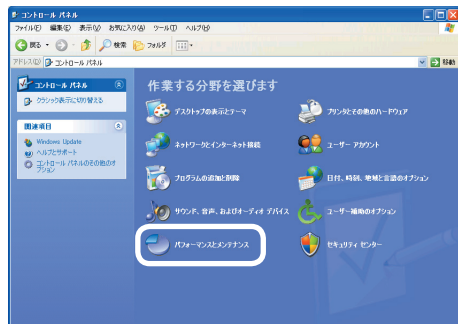 コントロール パネル
ファイル(F) 編集(E) 表示(V) お気に入り(A) ツール(T) ヘルプ(H)
戻る 検索 フォルダ
アドレス(D) コントロール パネル 移動
コントロール パネル
クラシック表示に切り替える
関連項目
Windows Update
ヘルプとサポート
コントロール パネルのその他のオプション
作業する分野を選びます
デスクトップの表示とテーマ
プリンタとその他のハードウェア
ネットワークとインターネット接続
ユーザー アカウント
プログラムの追加と削除
日付、時刻、地域と言語のオプション
サウンド、音声、およびオーディオ デバイス
ユーザー補助のオプション
パフォーマンスとメンテナンス
セキュリティ センター